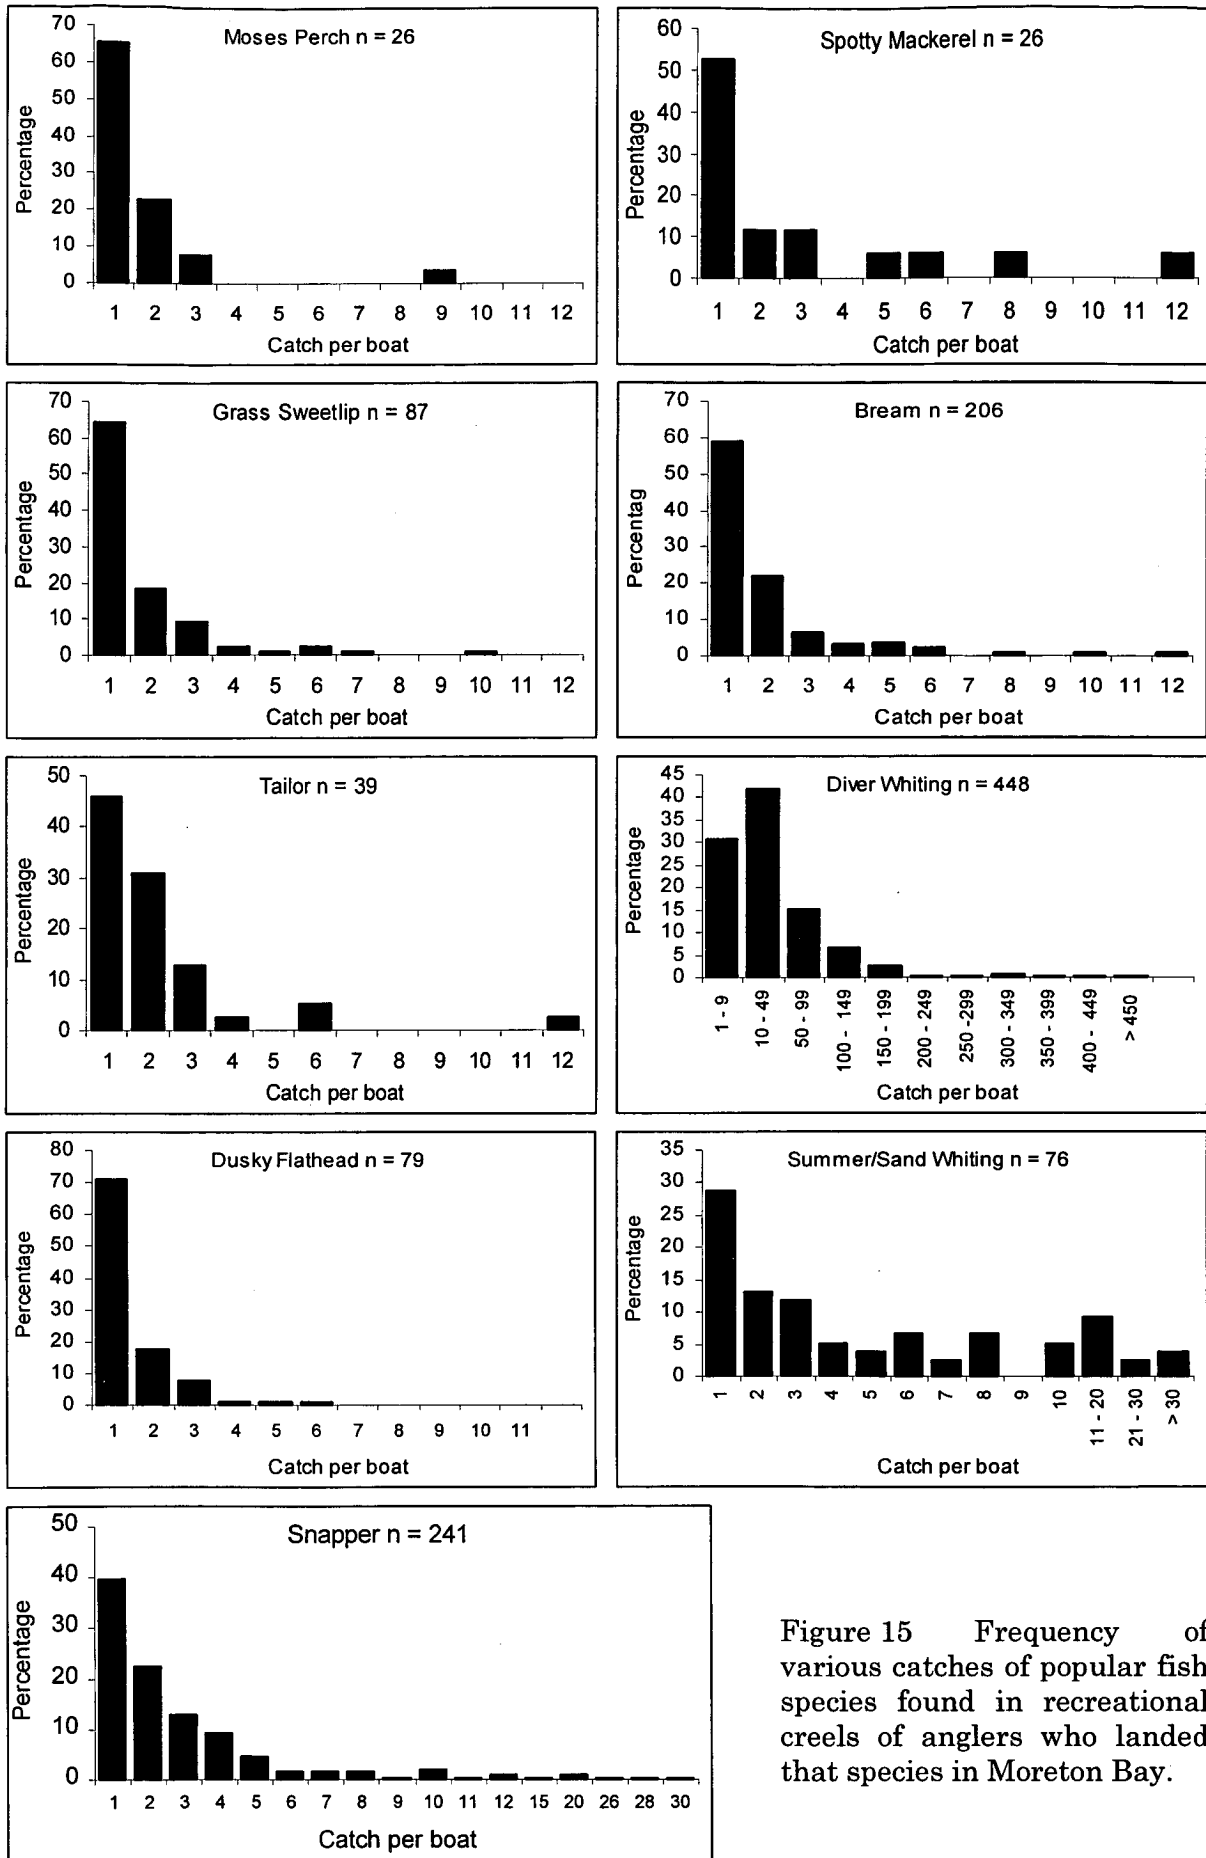 Moses Perch n = 26
Percentage
70
60
50
40
30
20
10
0
1 2 3 4 5 6 7 8 9 10 11 12
Catch per boat
Spotty Mackerel n = 26
Percentage
60
50
40
30
20
10
0
1 2 3 4 5 6 7 8 9 10 11 12
Catch per boat
Grass Sweetlip n = 87
Percentage
70
60
50
40
30
20
10
0
1 2 3 4 5 6 7 8 9 10 11 12
Catch per boat
Bream n = 206
Percentag
70
60
50
40
30
20
10
0
1 2 3 4 5 6 7 8 9 10 11 12
Catch per boat
Tailor n = 39
Percentage
50
40
30
20
10
0
1 2 3 4 5 6 7 8 9 10 11 12
Catch per boat
Diver Whiting n = 448
Percentage
45
40
35
30
25
20
15
10
5
0
1 - 9
10 - 49
50 - 99
100 - 149
150 - 199
200 - 249
250 -299
300 - 349
350 - 399
400 - 449
> 450
Catch per boat
Dusky Flathead n = 79
Percentage
80
70
60
50
40
30
20
10
0
1 2 3 4 5 6 7 8 9 10 11
Catch per boat
Summer/Sand Whiting n = 76
Percentage
35
30
25
20
15
10
5
0
1
2
3
4
5
6
7
8
9
10
11 - 20
21 - 30
> 30
Catch per boat
Snapper n = 241
Percentage
50
40
30
20
10
0
1 2 3 4 5 6 7 8 9 10 11 12 15 20 26 28 30
Catch per boat
Figure 15 Frequency of
various catches of popular fish
species found in recreational
creels of anglers who landed
that species in Moreton Bay.